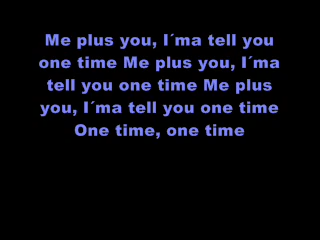 Me plus you, I´ma tell you
one time Me plus you, I´ma
tell you one time Me plus
you, I´ma tell you one time
One time, one time